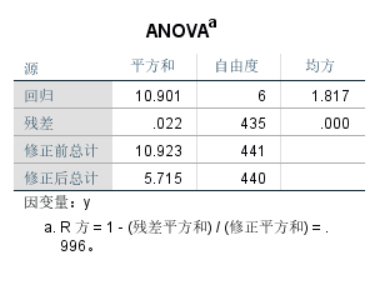 ANOVAa
源 平方和 自由度 均方
回归 10.901 6 1.817
残差 .022 435 .000
修正前总计 10.923 441
修正后总计 5.715 440
因变量：y
a. R 方 = 1 - (残差平方和) / (修正平方和) = .
996。